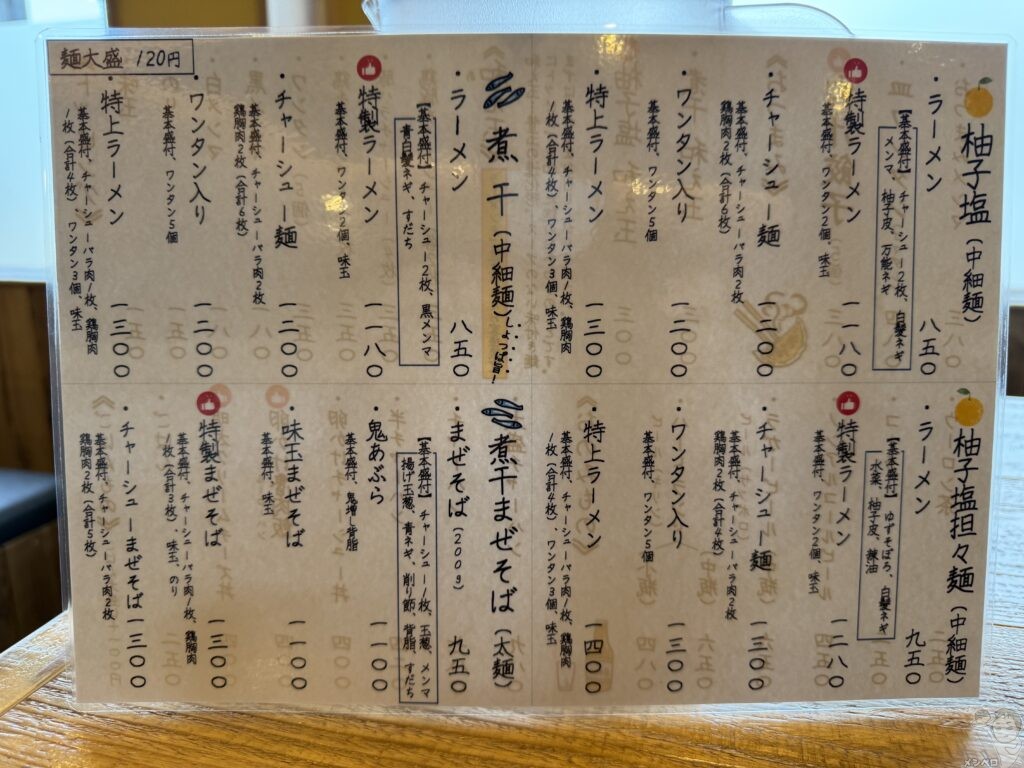 麺大盛 120円
柚子塩(中細麺)
・ラーメン 八五〇
【基本盛付】チャーシュー2枚、白髪ネギ
メンマ、柚子皮、万能ネギ
特製ラーメン 一一八〇
基本盛付、ワンタン2個、味玉
・チャーシュー麺 一二〇〇
基本盛付、チャーシューバラ肉2枚
鶏胸肉2枚(合計6枚)
・ワンタン入り 一二〇〇
基本盛付、ワンタン5個
・特上ラーメン 一三〇〇
基本盛付、チャーシューバラ肉1枚、鶏胸肉
1枚(合計4枚)、ワンタン3個、味玉
煮干(中細麺)しょっぱ旨!
・ラーメン 八五〇
【基本盛付】チャーシュー2枚、黒メンマ
青白髪ネギ、すだち
特製ラーメン 一一八〇
基本盛付、ワンタン2個、味玉
・チャーシュー麺 一二〇〇
基本盛付、チャーシューバラ肉2枚
鶏胸肉2枚(合計6枚)
・ワンタン入り 一二〇〇
基本盛付、ワンタン5個
・特上ラーメン 一三〇〇
基本盛付、チャーシューバラ肉1枚、鶏胸肉
1枚(合計4枚)、ワンタン3個、味玉
柚子塩担々麺(中細麺)
・ラーメン 九五〇
【基本盛付】ゆずそぼろ、白髪ネギ
水菜、柚子皮、辣油
特製ラーメン 一二八〇
基本盛付、ワンタン2個、味玉
・チャーシュー麺 一三〇〇
基本盛付、チャーシューバラ肉2枚
鶏胸肉2枚(合計4枚)
・ワンタン入り 一三〇〇
基本盛付、ワンタン5個
・特上ラーメン 一四〇〇
基本盛付、チャーシューバラ肉1枚、鶏胸肉
1枚(合計4枚)ワンタン3個、味玉
煮干まぜそば(太麺)
・まぜそば(200g) 九五〇
【基本盛付】チャーシュー1枚、玉葱、メンマ
揚げ玉葱、青ネギ、削り節、背脂、すだち
・鬼あぶら 一一〇〇
基本盛付、鬼増し背脂
・味玉まぜそば 一一〇〇
基本盛付、味玉
特製まぜそば 一三〇〇
基本盛付、チャーシューバラ肉1枚、鶏胸肉
1枚(合計3枚)、味玉、のり
・チャーシューまぜそば 一三〇〇
基本盛付、チャーシューバラ肉2枚
鶏胸肉2枚(合計5枚)
メンペロ